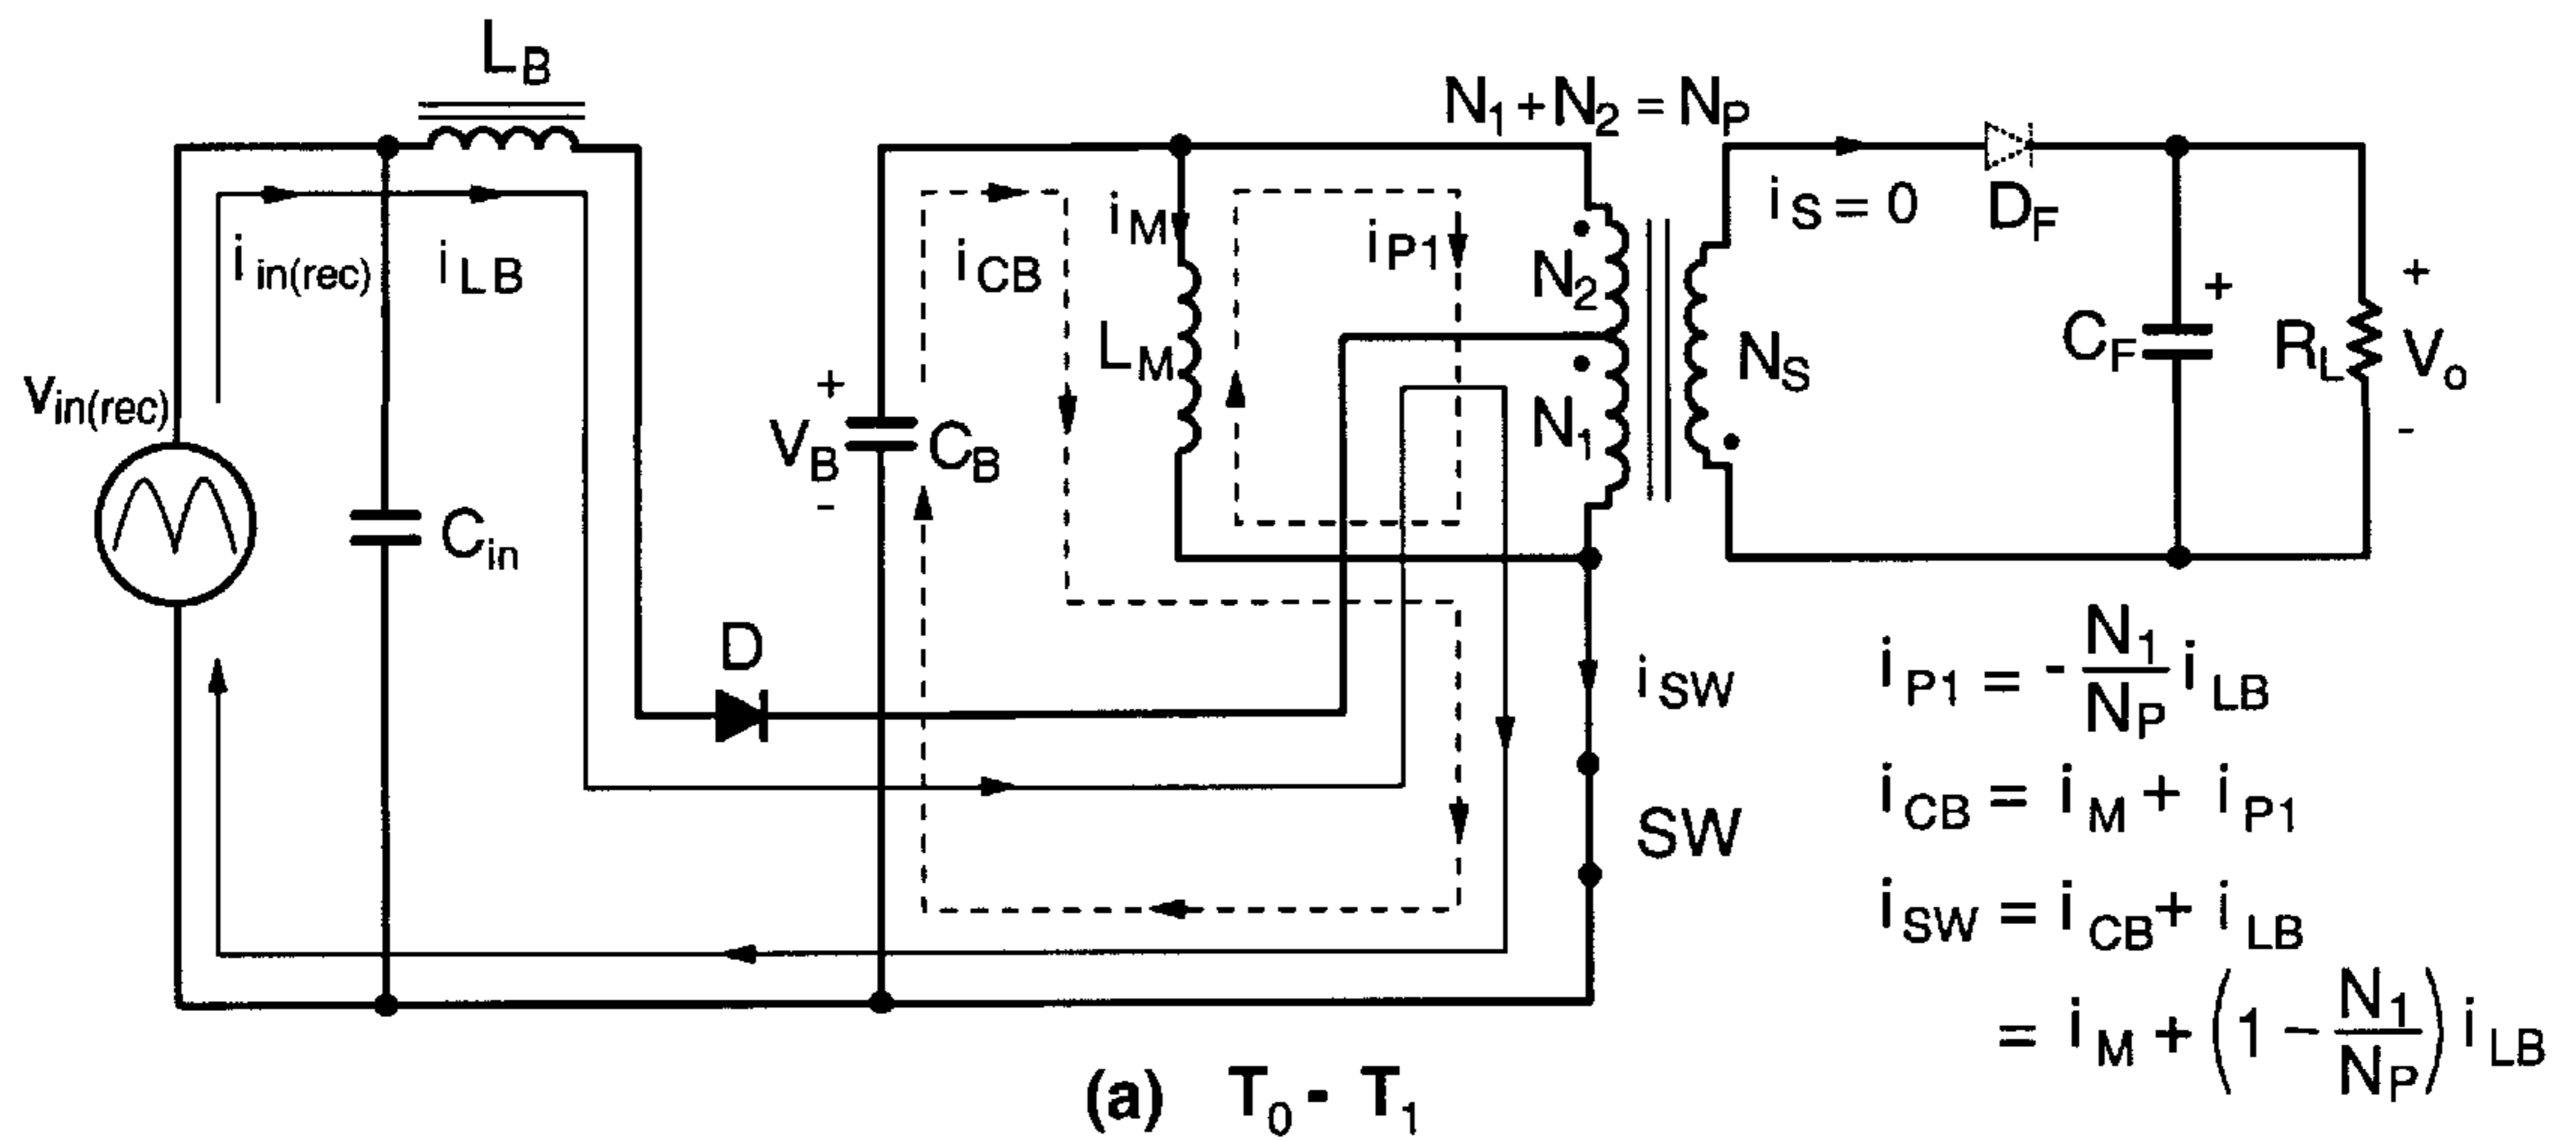 L_B
N_1 + N_2 = N_P
i_in(rec)
i_LB
i_CB
i_M
i_P1
i_S = 0
D_F
v_in(rec)
C_in
+
V_B
-
C_B
L_M
N_2
N_1
N_S
+
C_F
R_L
+
V_o
-
D
i_SW
SW
i_P1 = - N_1/N_P i_LB
i_CB = i_M + i_P1
i_SW = i_CB + i_LB
= i_M + (1 - N_1/N_P) i_LB
(a) T_0 - T_1